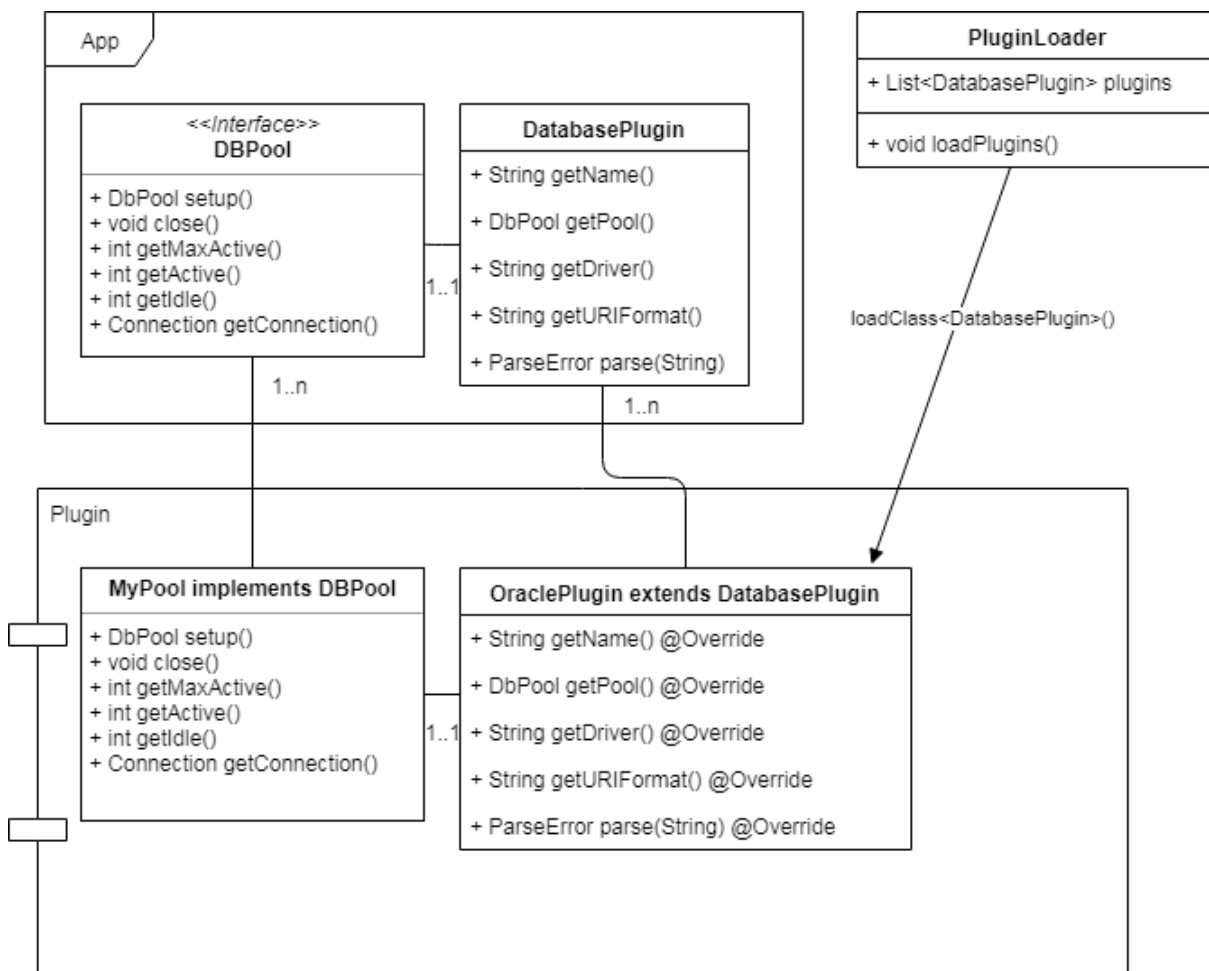 App
<<Interface>>
DBPool
+ DbPool setup()
+ void close()
+ int getMaxActive()
+ int getActive()
+ int getIdle()
+ Connection getConnection()
1..1
DatabasePlugin
+ String getName()
+ DbPool getPool()
+ String getDriver()
+ String getURIFormat()
+ ParseError parse(String)
1..n
1..n
PluginLoader
+ List<DatabasePlugin> plugins
+ void loadPlugins()
loadClass<DatabasePlugin>()
Plugin
MyPool implements DBPool
+ DbPool setup()
+ void close()
+ int getMaxActive()
+ int getActive()
+ int getIdle()
+ Connection getConnection()
1..1
OraclePlugin extends DatabasePlugin
+ String getName() @Override
+ DbPool getPool() @Override
+ String getDriver() @Override
+ String getURIFormat() @Override
+ ParseError parse(String) @Override